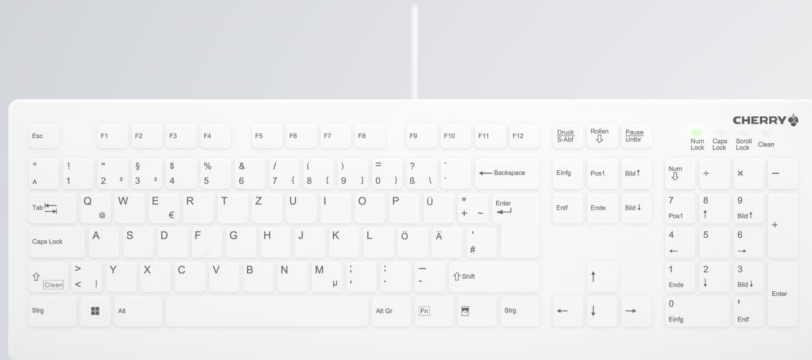 CHERRY
Esc F1 F2 F3 F4 F5 F6 F7 F8 F9 F10 F11 F12 Druck S-Abf Rollen ⇩ Pause Untbr Num Lock Caps Lock Scroll Lock Clean
° ^ ! 1 " 2 ² § 3 ³ $ 4 % 5 & 6 / 7 { ( 8 [ ) 9 ] = 0 } ? ß \ ` ← Backspace Einfg Pos1 Bild ↑ Num ⇩ ÷ × −
Tab Q @ W E € R T Z U I O P Ü * + ~ Enter Entf Ende Bild ↓ 7 Pos1 8 ↑ 9 Bild ↑ +
Caps Lock A S D F G H J K L Ö Ä ' # 4 ← 5 6 →
⇧ Clean > < | Y X C V B N M µ ; , : . _ - ⇧ Shift ↑ 1 Ende 2 ↓ 3 Bild ↓ Enter
Strg Alt Alt Gr Fn Strg ← ↓ → 0 Einfg , Entf